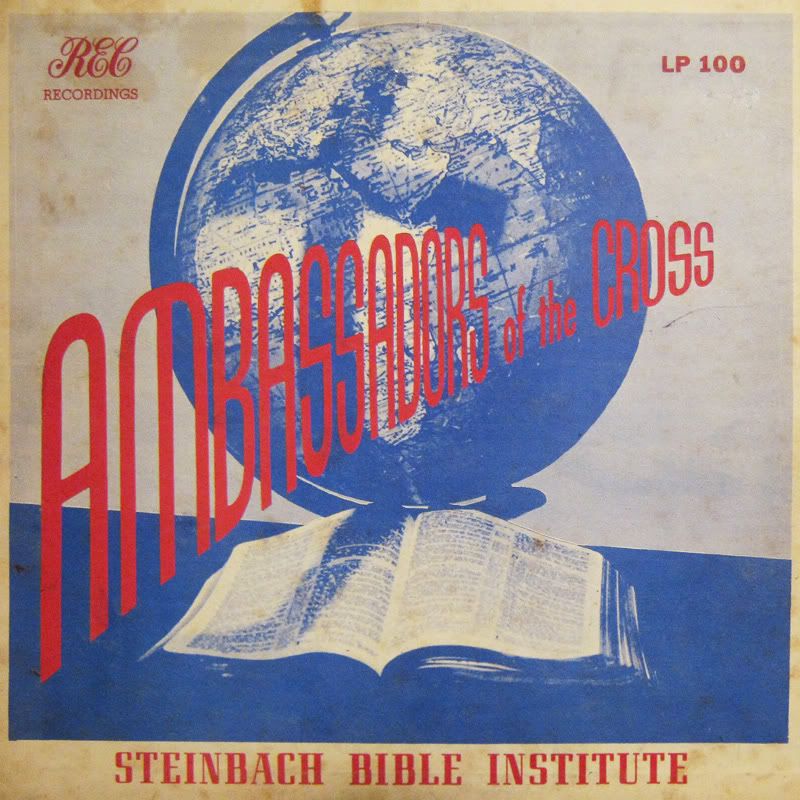 REC
RECORDINGS
LP 100
AMBASSADORS of the CROSS
STEINBACH BIBLE INSTITUTE